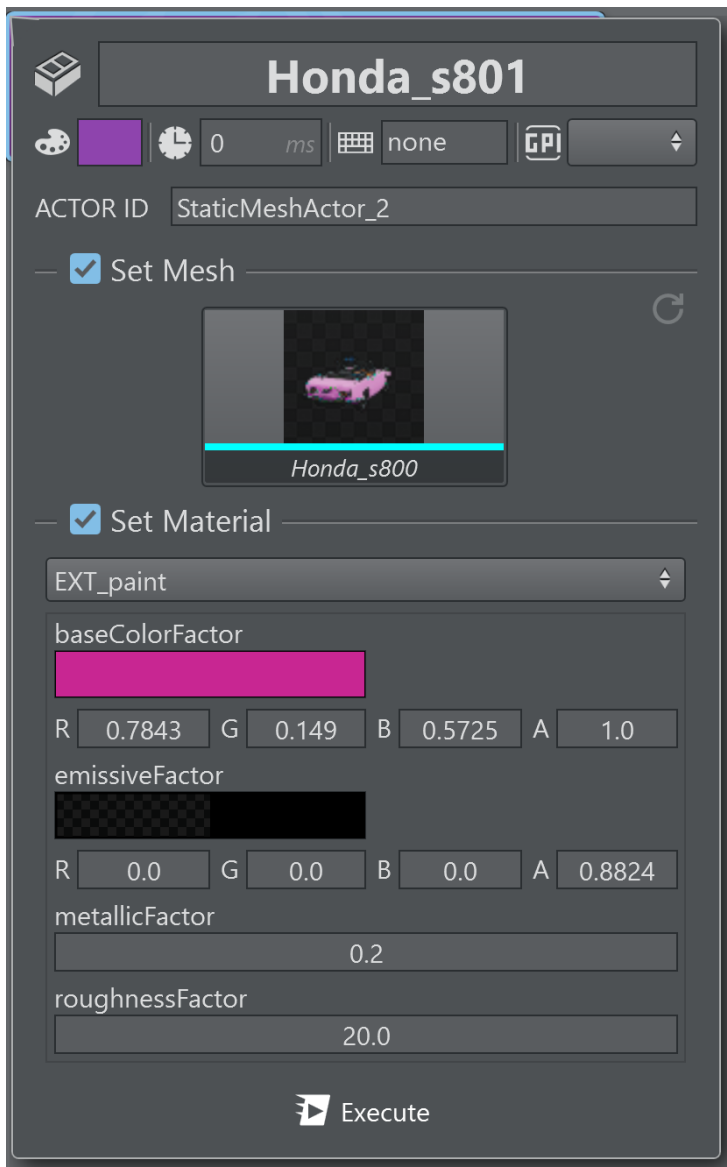 Honda_s801
0 ms none GPI
ACTOR ID StaticMeshActor_2
Set Mesh
Honda_s800
Set Material
EXT_paint
baseColorFactor
R 0.7843 G 0.149 B 0.5725 A 1.0
emissiveFactor
R 0.0 G 0.0 B 0.0 A 0.8824
metallicFactor
0.2
roughnessFactor
20.0
Execute